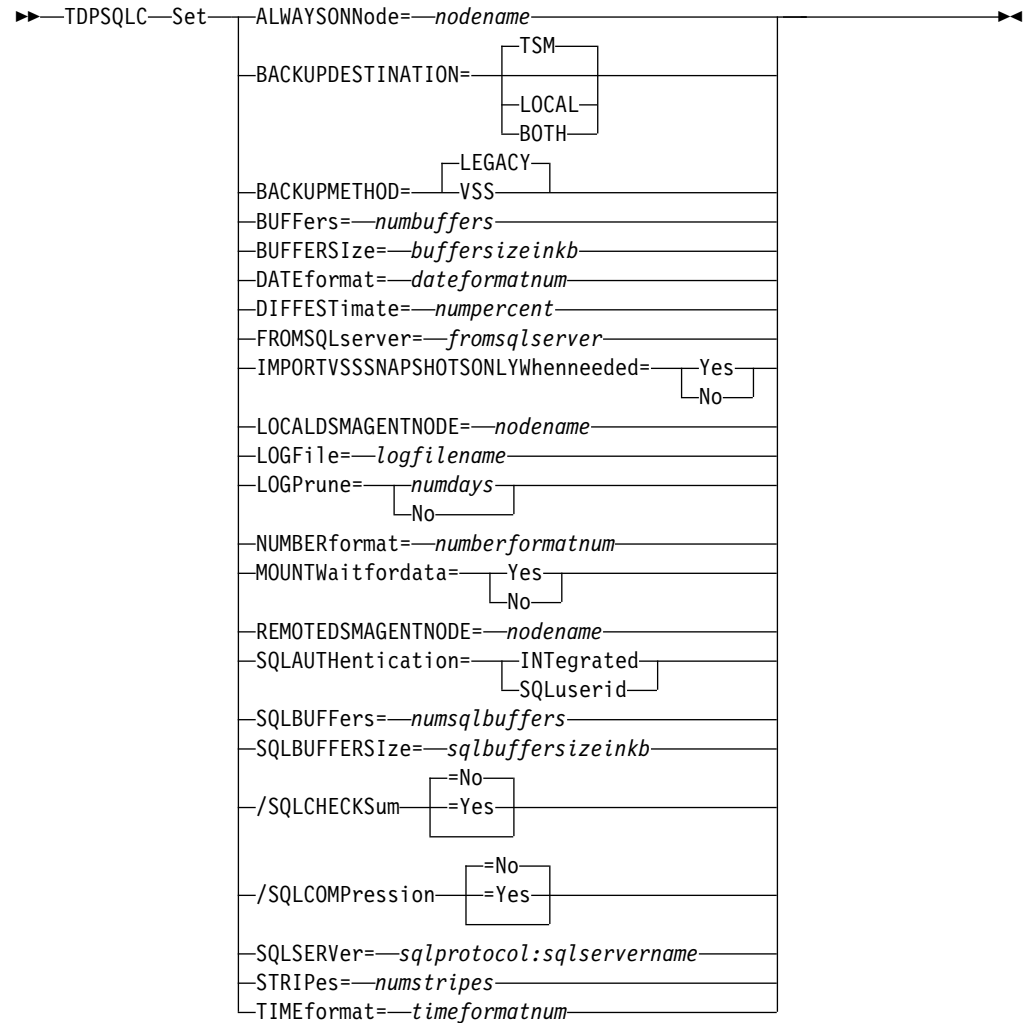 TDPSQLC Set ALWAYSONNode= nodename
TSM
BACKUPDESTINATION=
LOCAL
BOTH
LEGACY
BACKUPMETHOD= VSS
BUFFers= numbuffers
BUFFERSIze= buffersizeinkb
DATEformat= dateformatnum
DIFFESTimate= numpercent
FROMSQLserver= fromsqlserver
IMPORTVSSSNAPSHOTSONLYWhenneeded= Yes
No
LOCALDSMAGENTNODE= nodename
LOGFile= logfilename
LOGPrune= numdays
No
NUMBERformat= numberformatnum
MOUNTWaitfordata= Yes
No
REMOTEDSMAGENTNODE= nodename
SQLAUTHentication= INTegrated
SQLuserid
SQLBUFFers= numsqlbuffers
SQLBUFFERSIze= sqlbuffersizeinkb
=No
/SQLCHECKSum =Yes
=No
/SQLCOMPression =Yes
SQLSERVer= sqlprotocol:sqlservername
STRIPes= numstripes
TIMEformat= timeformatnum